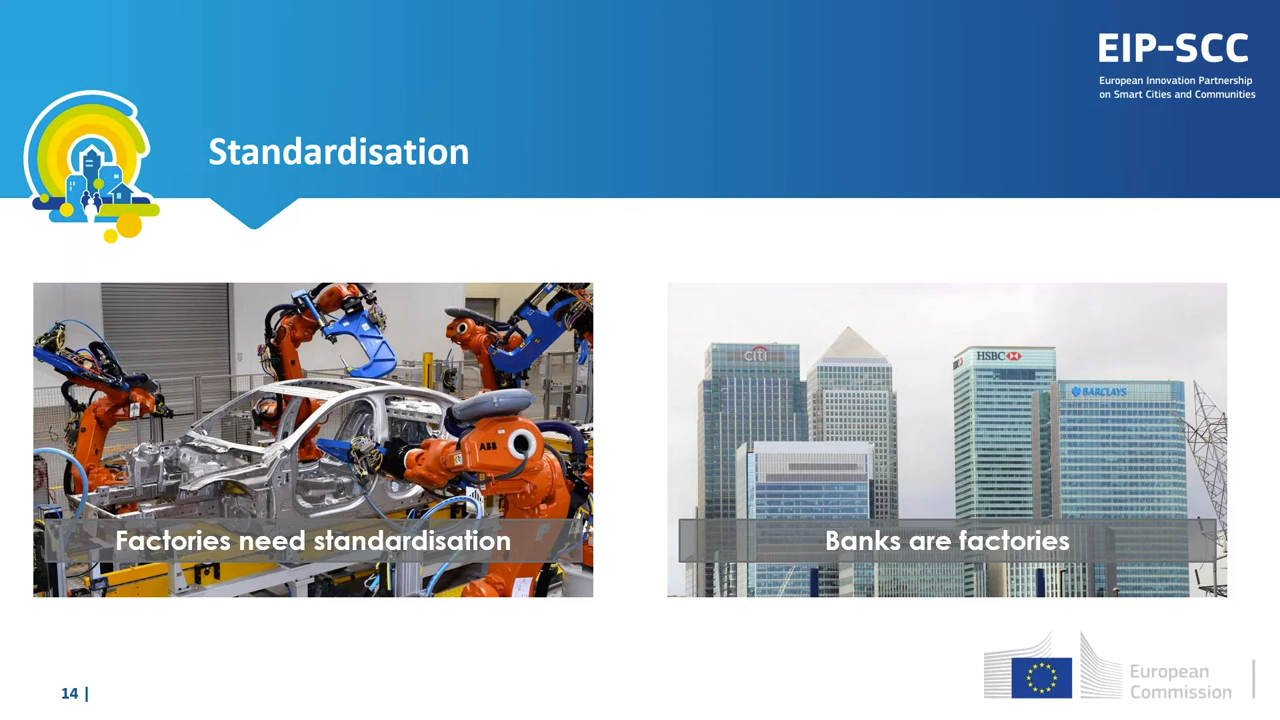 EIP-SCC
European Innovation Partnership
on Smart Cities and Communities
Standardisation
ABB
Factories need standardisation
citi
HSBC
BARCLAYS
Banks are factories
14 |
European
Commission